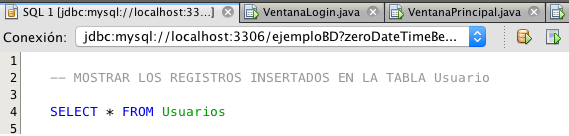 SQL 1 [jdbc:mysql://localhost:33...]
VentanaLogin.java
VentanaPrincipal.java
Conexión: jdbc:mysql://localhost:3306/ejemploBD?zeroDateTimeBe...
1
2 -- MOSTRAR LOS REGISTROS INSERTADOS EN LA TABLA Usuario
3
4 SELECT * FROM Usuarios
5